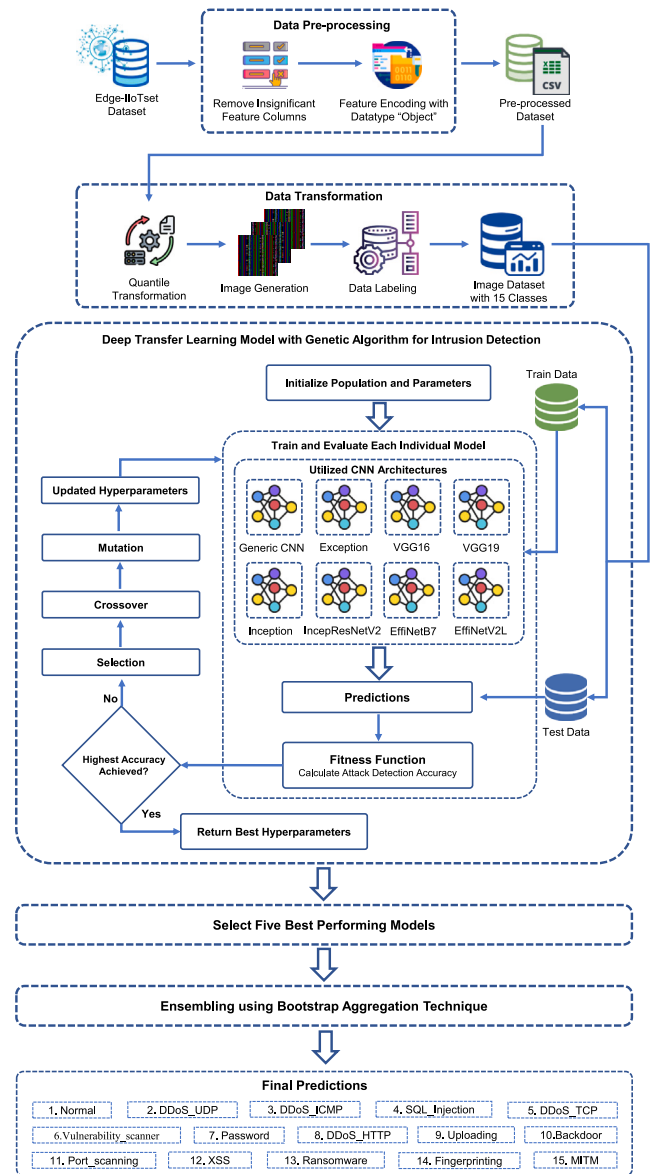 Data Pre-processing
Edge-IIoTset
Dataset
Remove Insignificant
Feature Columns
Feature Encoding with
Datatype “Object”
0011
0110
CSV
Pre-processed
Dataset
Data Transformation
Quantile
Transformation
Image Generation
Data Labeling
Image Dataset
with 15 Classes
Deep Transfer Learning Model with Genetic Algorithm for Intrusion Detection
Initialize Population and Parameters
Train Data
Train and Evaluate Each Individual Model
Utilized CNN Architectures
Updated Hyperparameters
Generic CNN
Exception
VGG16
VGG19
Mutation
Crossover
Inception
IncepResNetV2
EffiNetB7
EffiNetV2L
Selection
No
Predictions
Test Data
Highest Accuracy
Achieved?
Fitness Function
Calculate Attack Detection Accuracy
Yes
Return Best Hyperparameters
Select Five Best Performing Models
Ensembling using Bootstrap Aggregation Technique
Final Predictions
1. Normal
2. DDoS_UDP
3. DDoS_ICMP
4. SQL_Injection
5. DDoS_TCP
6.Vulnerability_scanner
7. Password
8. DDoS_HTTP
9. Uploading
10.Backdoor
11. Port_scanning
12. XSS
13. Ransomware
14. Fingerprinting
15. MITM